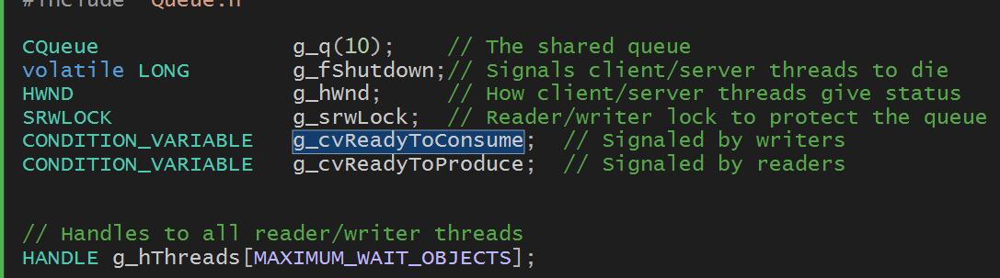 #include "Queue.h"
CQueue g_q(10); // The shared queue
volatile LONG g_fShutdown;// Signals client/server threads to die
HWND g_hWnd; // How client/server threads give status
SRWLOCK g_srwLock; // Reader/writer lock to protect the queue
CONDITION_VARIABLE g_cvReadyToConsume; // Signaled by writers
CONDITION_VARIABLE g_cvReadyToProduce; // Signaled by readers
// Handles to all reader/writer threads
HANDLE g_hThreads[MAXIMUM_WAIT_OBJECTS];